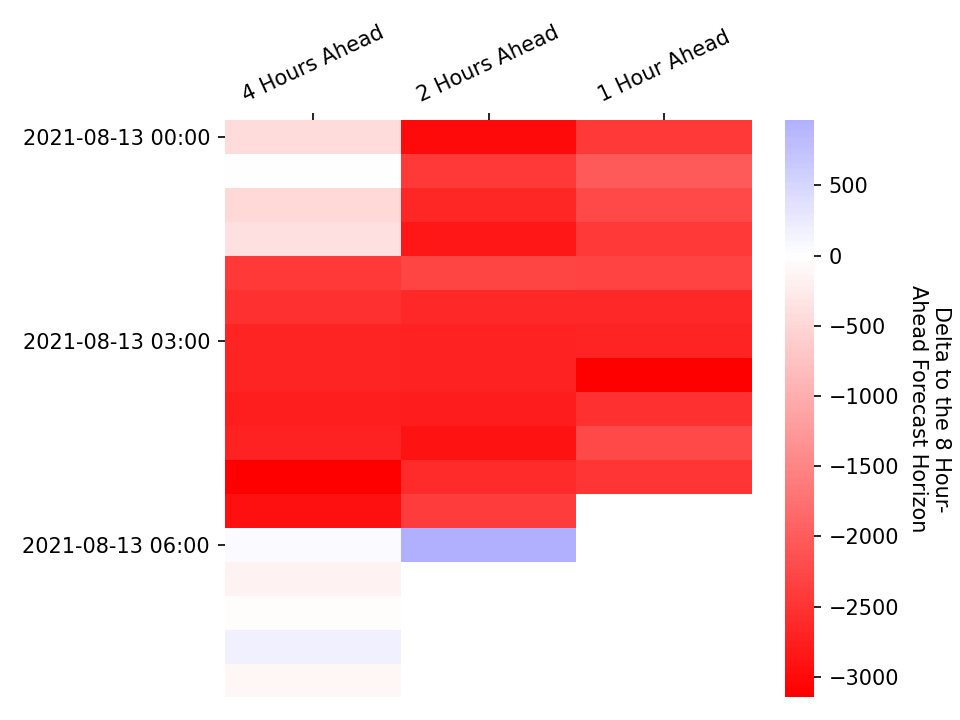 4 Hours Ahead
2 Hours Ahead
1 Hour Ahead
2021-08-13 00:00
2021-08-13 03:00
2021-08-13 06:00
500
0
−500
−1000
−1500
−2000
−2500
−3000
Delta to the 8 Hour-
Ahead Forecast Horizon